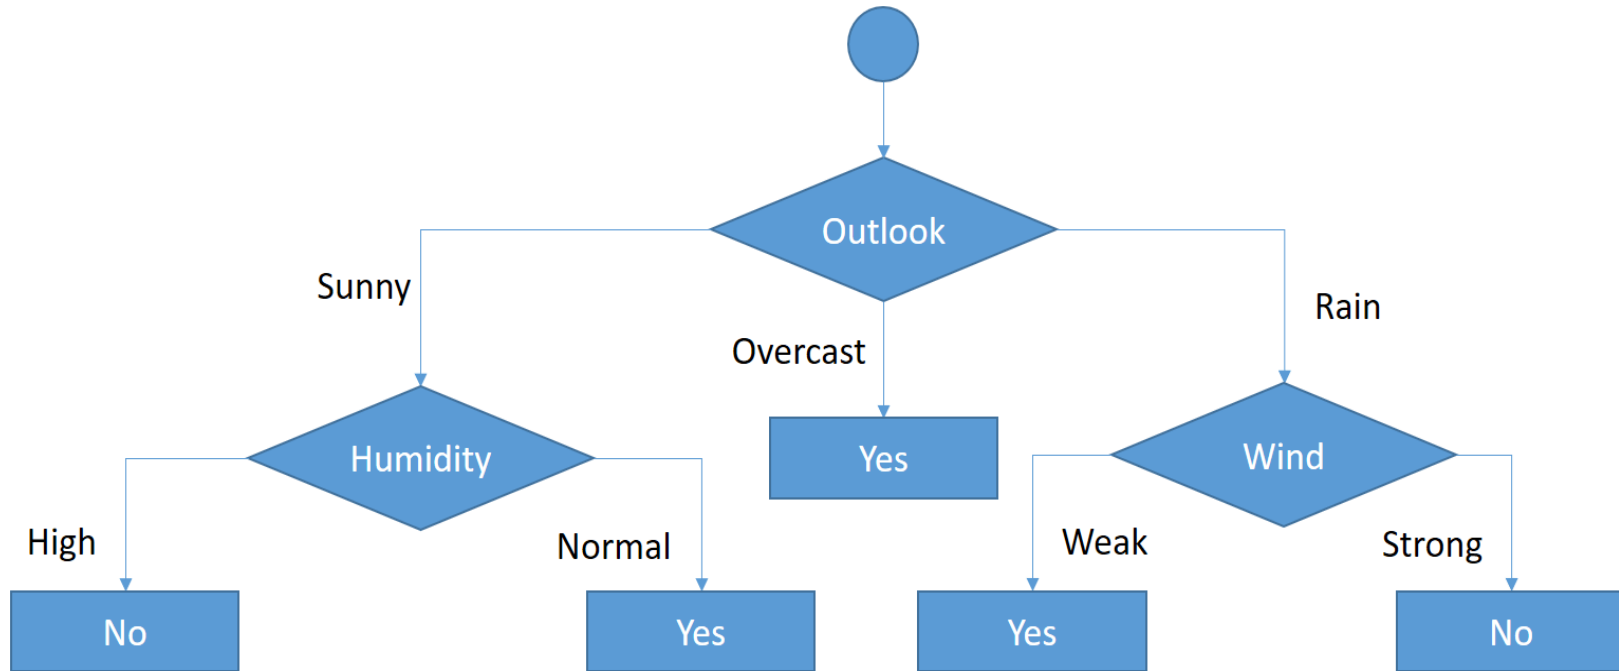 Outlook
Sunny
Rain
Overcast
Humidity
Yes
Wind
High
Normal
Weak
Strong
No
Yes
Yes
No